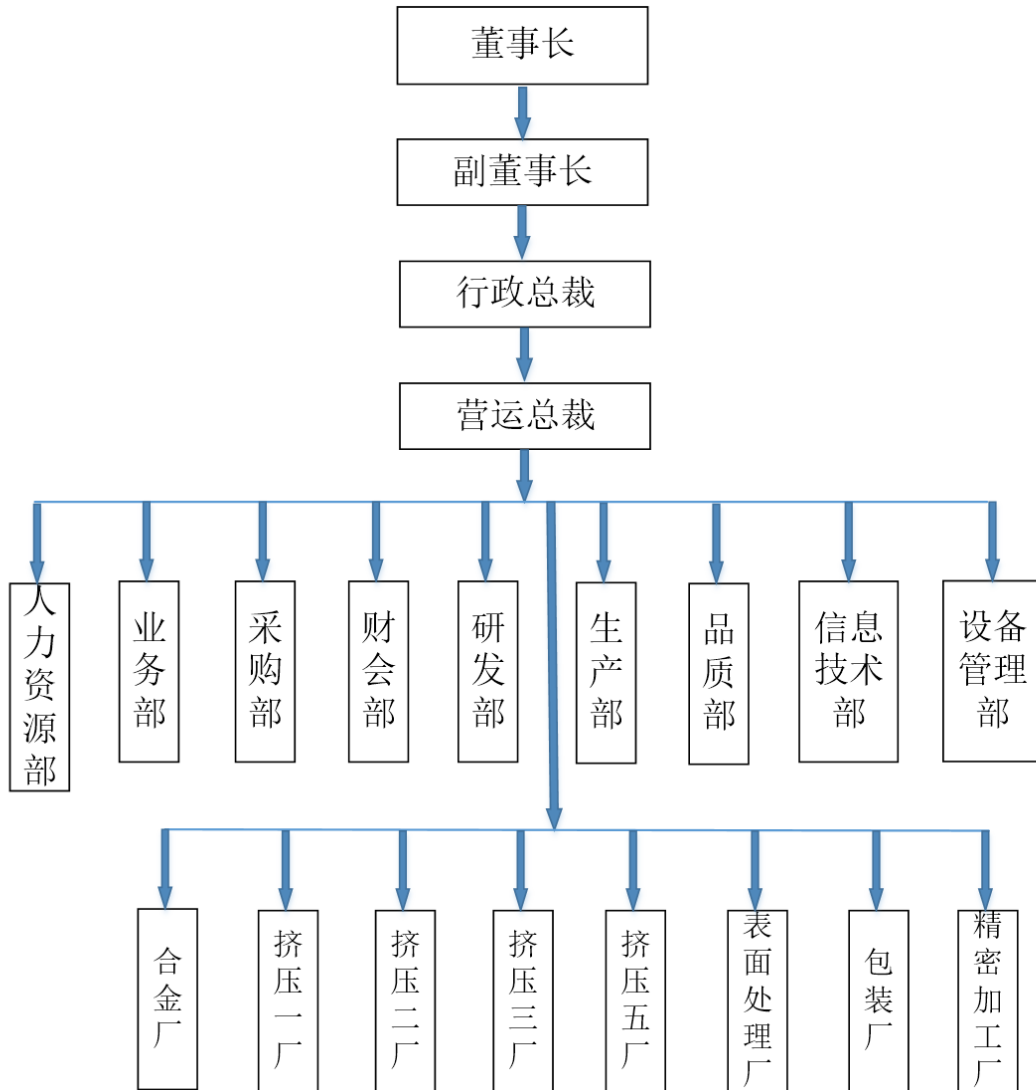 董事长
副董事长
行政总裁
营运总裁
人力资源部
业务部
采购部
财会部
研发部
生产部
品质部
信息
技术
部
设备
管理
部
合金厂
挤压一厂
挤压二厂
挤压三厂
挤压五厂
表面处理厂
包装厂
精密加工厂